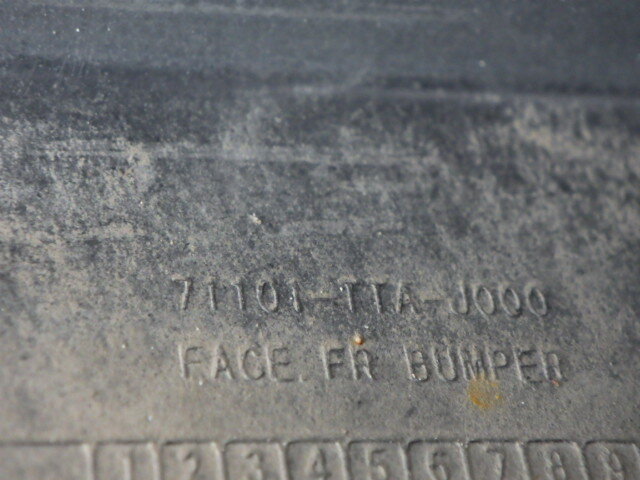 71101-TTA-J000
FACE, FR BUMPER
1 2 3 4 5 6 7 8 9